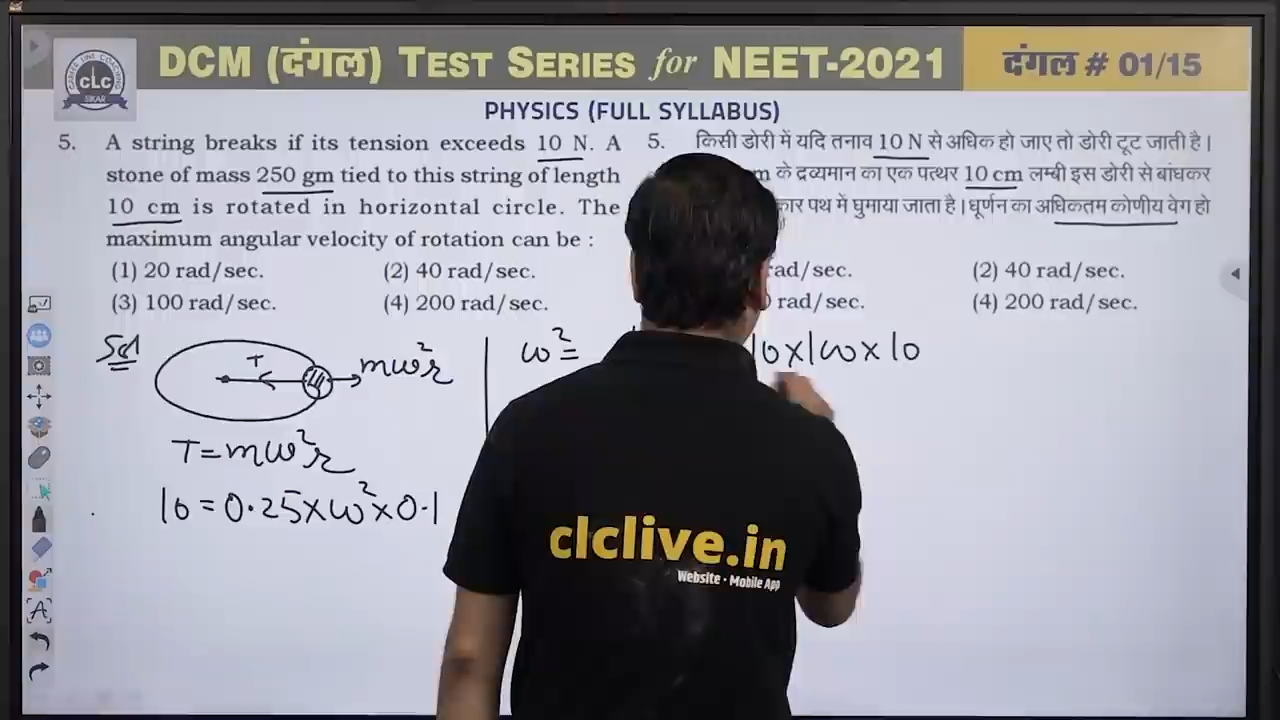 DCM (दंगल) TEST SERIES for NEET-2021
दंगल # 01/15
CLC
SIKAR
PHYSICS (FULL SYLLABUS)
5. A string breaks if its tension exceeds 10 N. A
stone of mass 250 gm tied to this string of length
10 cm is rotated in horizontal circle. The
maximum angular velocity of rotation can be :
(1) 20 rad/sec. (2) 40 rad/sec.
(3) 100 rad/sec. (4) 200 rad/sec.
5. किसी डोरी में यदि तनाव 10 N से अधिक हो जाए तो डोरी टूट जाती है।
के द्रव्यमान का एक पत्थर 10 cm लम्बी इस डोरी से बांधकर
पथ में घुमाया जाता है। घूर्णन का अधिकतम कोणीय वेग हो
rad/sec. (2) 40 rad/sec.
rad/sec. (4) 200 rad/sec.
Sol
T
mω²r
T=mω²r
10=0.25×ω²×0.1
ω²=
10×100×10
clclive.in
Website · Mobile App
A